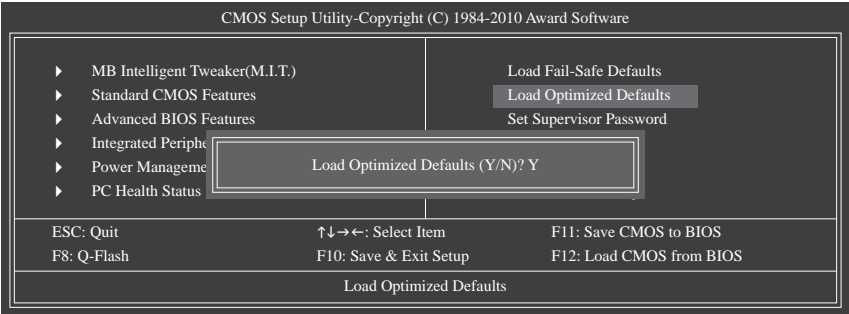 CMOS Setup Utility-Copyright (C) 1984-2010 Award Software
MB Intelligent Tweaker(M.I.T.)
Standard CMOS Features
Advanced BIOS Features
Integrated Periphe
Power Manageme
PC Health Status
Load Fail-Safe Defaults
Load Optimized Defaults
Set Supervisor Password
Load Optimized Defaults (Y/N)? Y
ESC: Quit
↑↓→←: Select Item
F11: Save CMOS to BIOS
F8: Q-Flash
F10: Save & Exit Setup
F12: Load CMOS from BIOS
Load Optimized Defaults